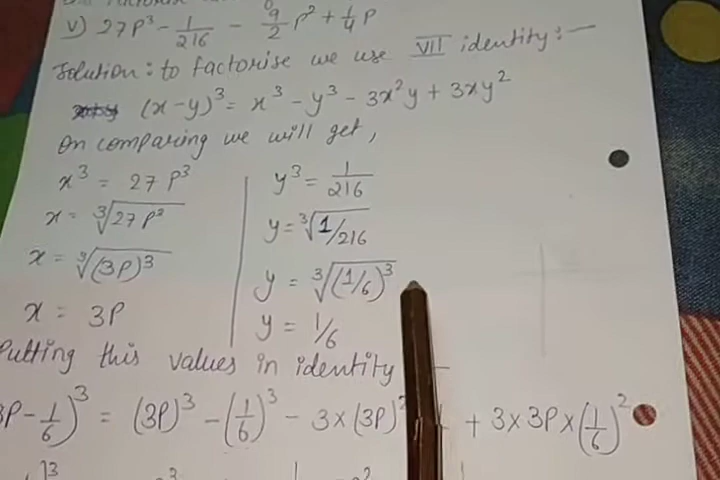 v) 27p³ - 1/216 - 9/2 p² + 1/4 p
Solution: to factorise we use VII identity:-
(x-y)³ = x³ - y³ - 3x²y + 3xy²
On comparing we will get,
x³ = 27p³
x = ∛27p³
x = ∛(3p)³
x = 3p
y³ = 1/216
y = ∛1/216
y = ∛(1/6)³
y = 1/6
Putting this values in identity
3p - 1/6)³ = (3p)³ - (1/6)³ - 3×(3p)² + 3×3p×(1/6)²